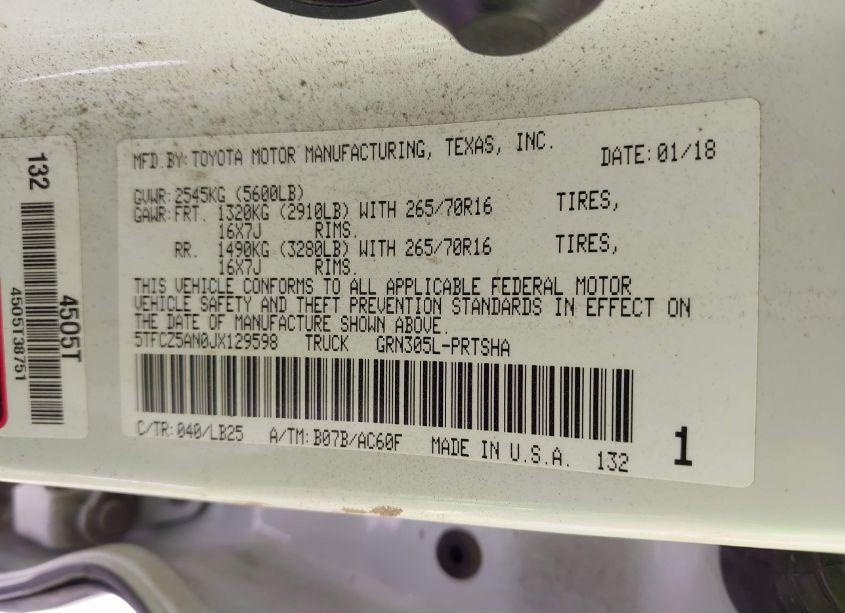 MFD.BY:TOYOTA MOTOR MANUFACTURING, TEXAS, INC. DATE:01/18
GVWR:2545KG (5600LB)
GAWR:FRT. 1320KG (2910LB) WITH 265/70R16 TIRES,
16X7J RIMS.
RR. 1490KG (3280LB) WITH 265/70R16 TIRES,
16X7J RIMS.
THIS VEHICLE CONFORMS TO ALL APPLICABLE FEDERAL MOTOR
VEHICLE SAFETY AND THEFT PREVENTION STANDARDS IN EFFECT ON
THE DATE OF MANUFACTURE SHOWN ABOVE.
5TFCZ5AN0JX129598 TRUCK GRN305L-PRTSHA
C/TR:040/LB25 A/TM:B07B/AC60F MADE IN U.S.A. 132 1
132
4505T
4505T38751